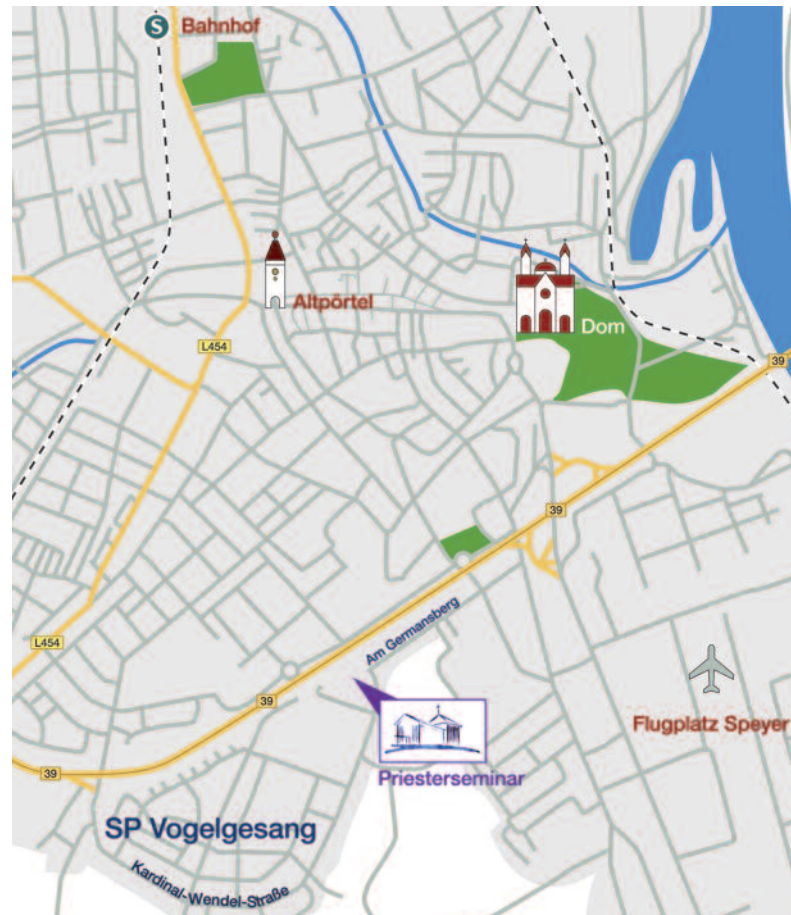 S Bahnhof
Altpörtel
Dom
L454
39
39
Am Germansberg
L454
39
Flugplatz Speyer
39
Priesterseminar
SP Vogelgesang
Kardinal-Wendel-Straße